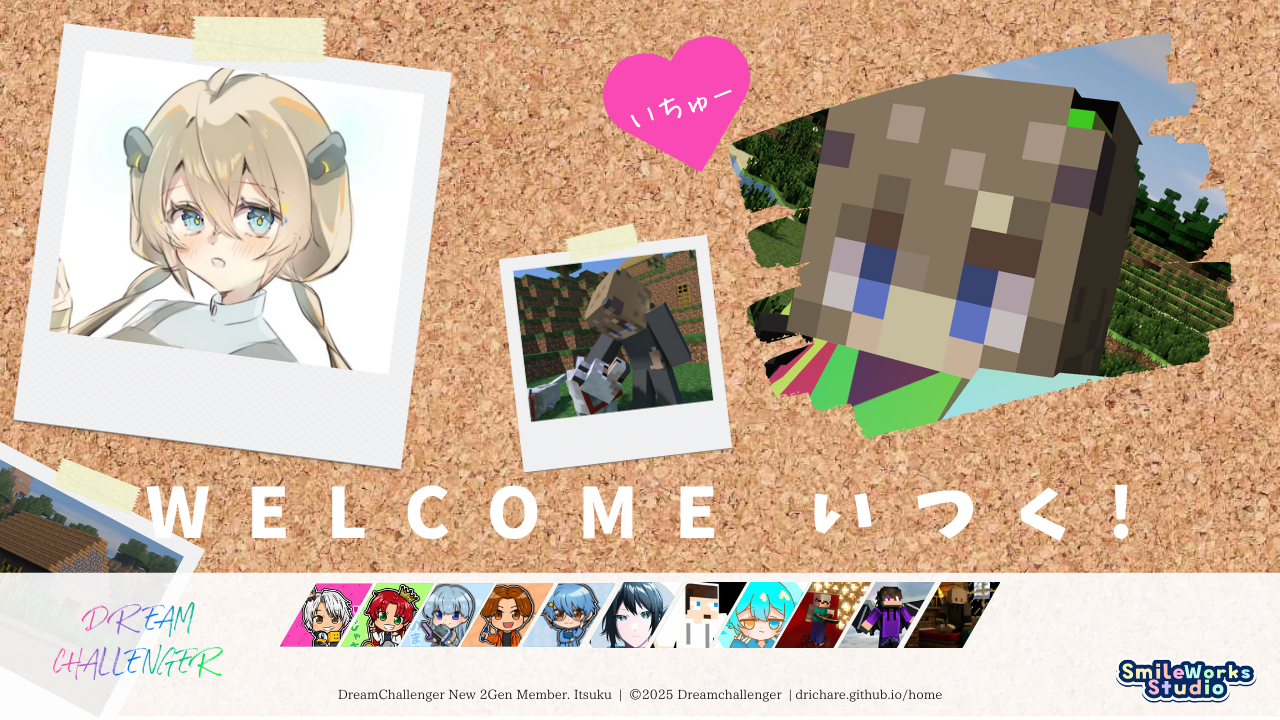 いちゅー
WELCOME いつく!
DREAM
CHALLENGER
DreamChallenger Nov 2Gen Member. Itsuku | ©2025 Dreamchallenger | drichare.github.io/home
SmileWorks
Studio